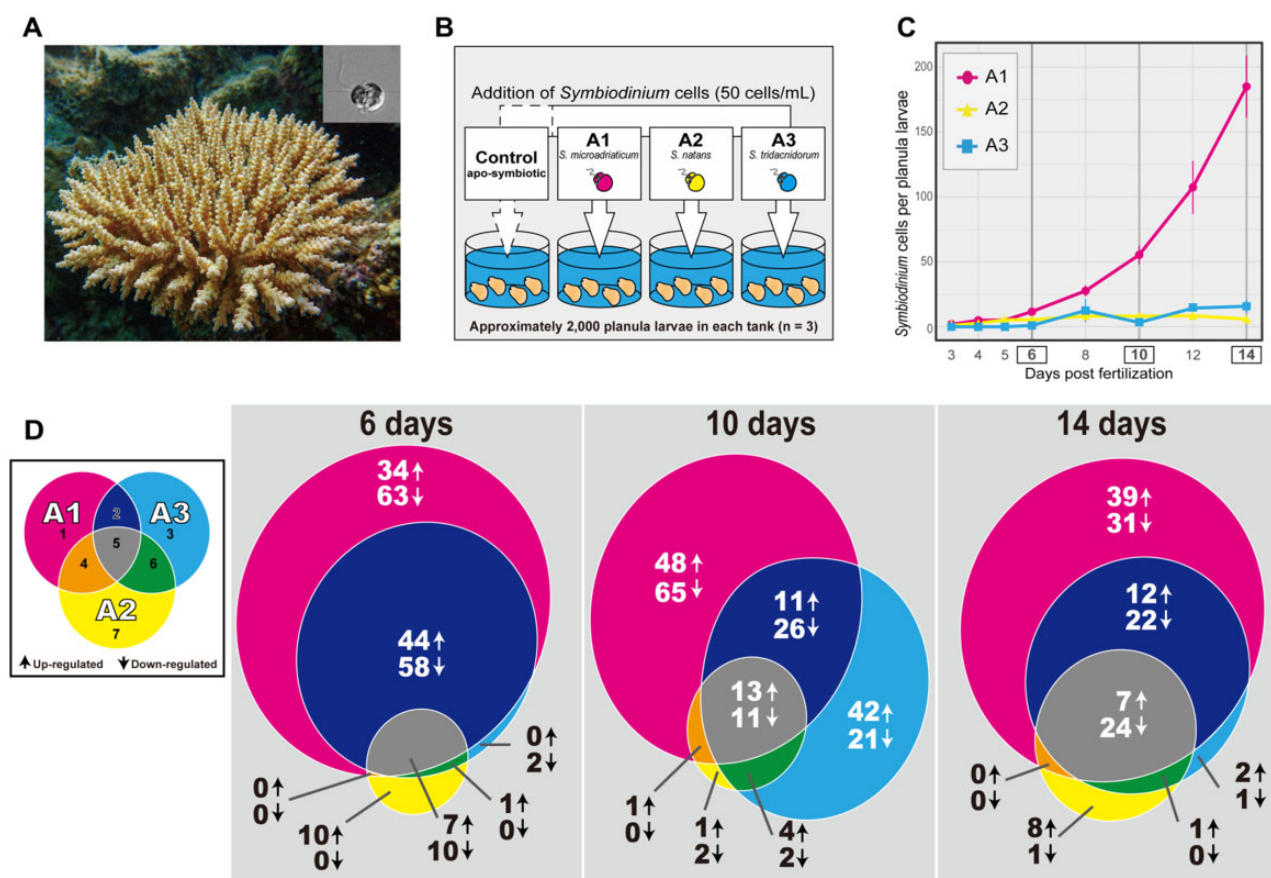 A
B
Addition of Symbiodinium cells (50 cells/mL)
Control
apo-symbiotic
A1
S. microadriaticum
A2
S. natans
A3
S. tridacnidorum
Approximately 2,000 planula larvae in each tank (n = 3)
C
A1
A2
A3
Symbiodinium cells per planula larvae
200
150
100
50
0
3 4 5 6 8 10 12 14
Days post fertilization
D
A1
1
2
A3
3
4
5
6
A2
7
↑ Up-regulated ↓ Down-regulated
6 days
34↑
63↓
44↑
58↓
0↑
2↓
0↑
0↓
1↑
0↓
10↑
0↓
7↑
10↓
10 days
48↑
65↓
11↑
26↓
13↑
11↓
42↑
21↓
1↑
0↓
1↑
2↓
4↑
2↓
14 days
39↑
31↓
12↑
22↓
7↑
24↓
0↑
0↓
2↑
1↓
8↑
1↓
1↑
0↓